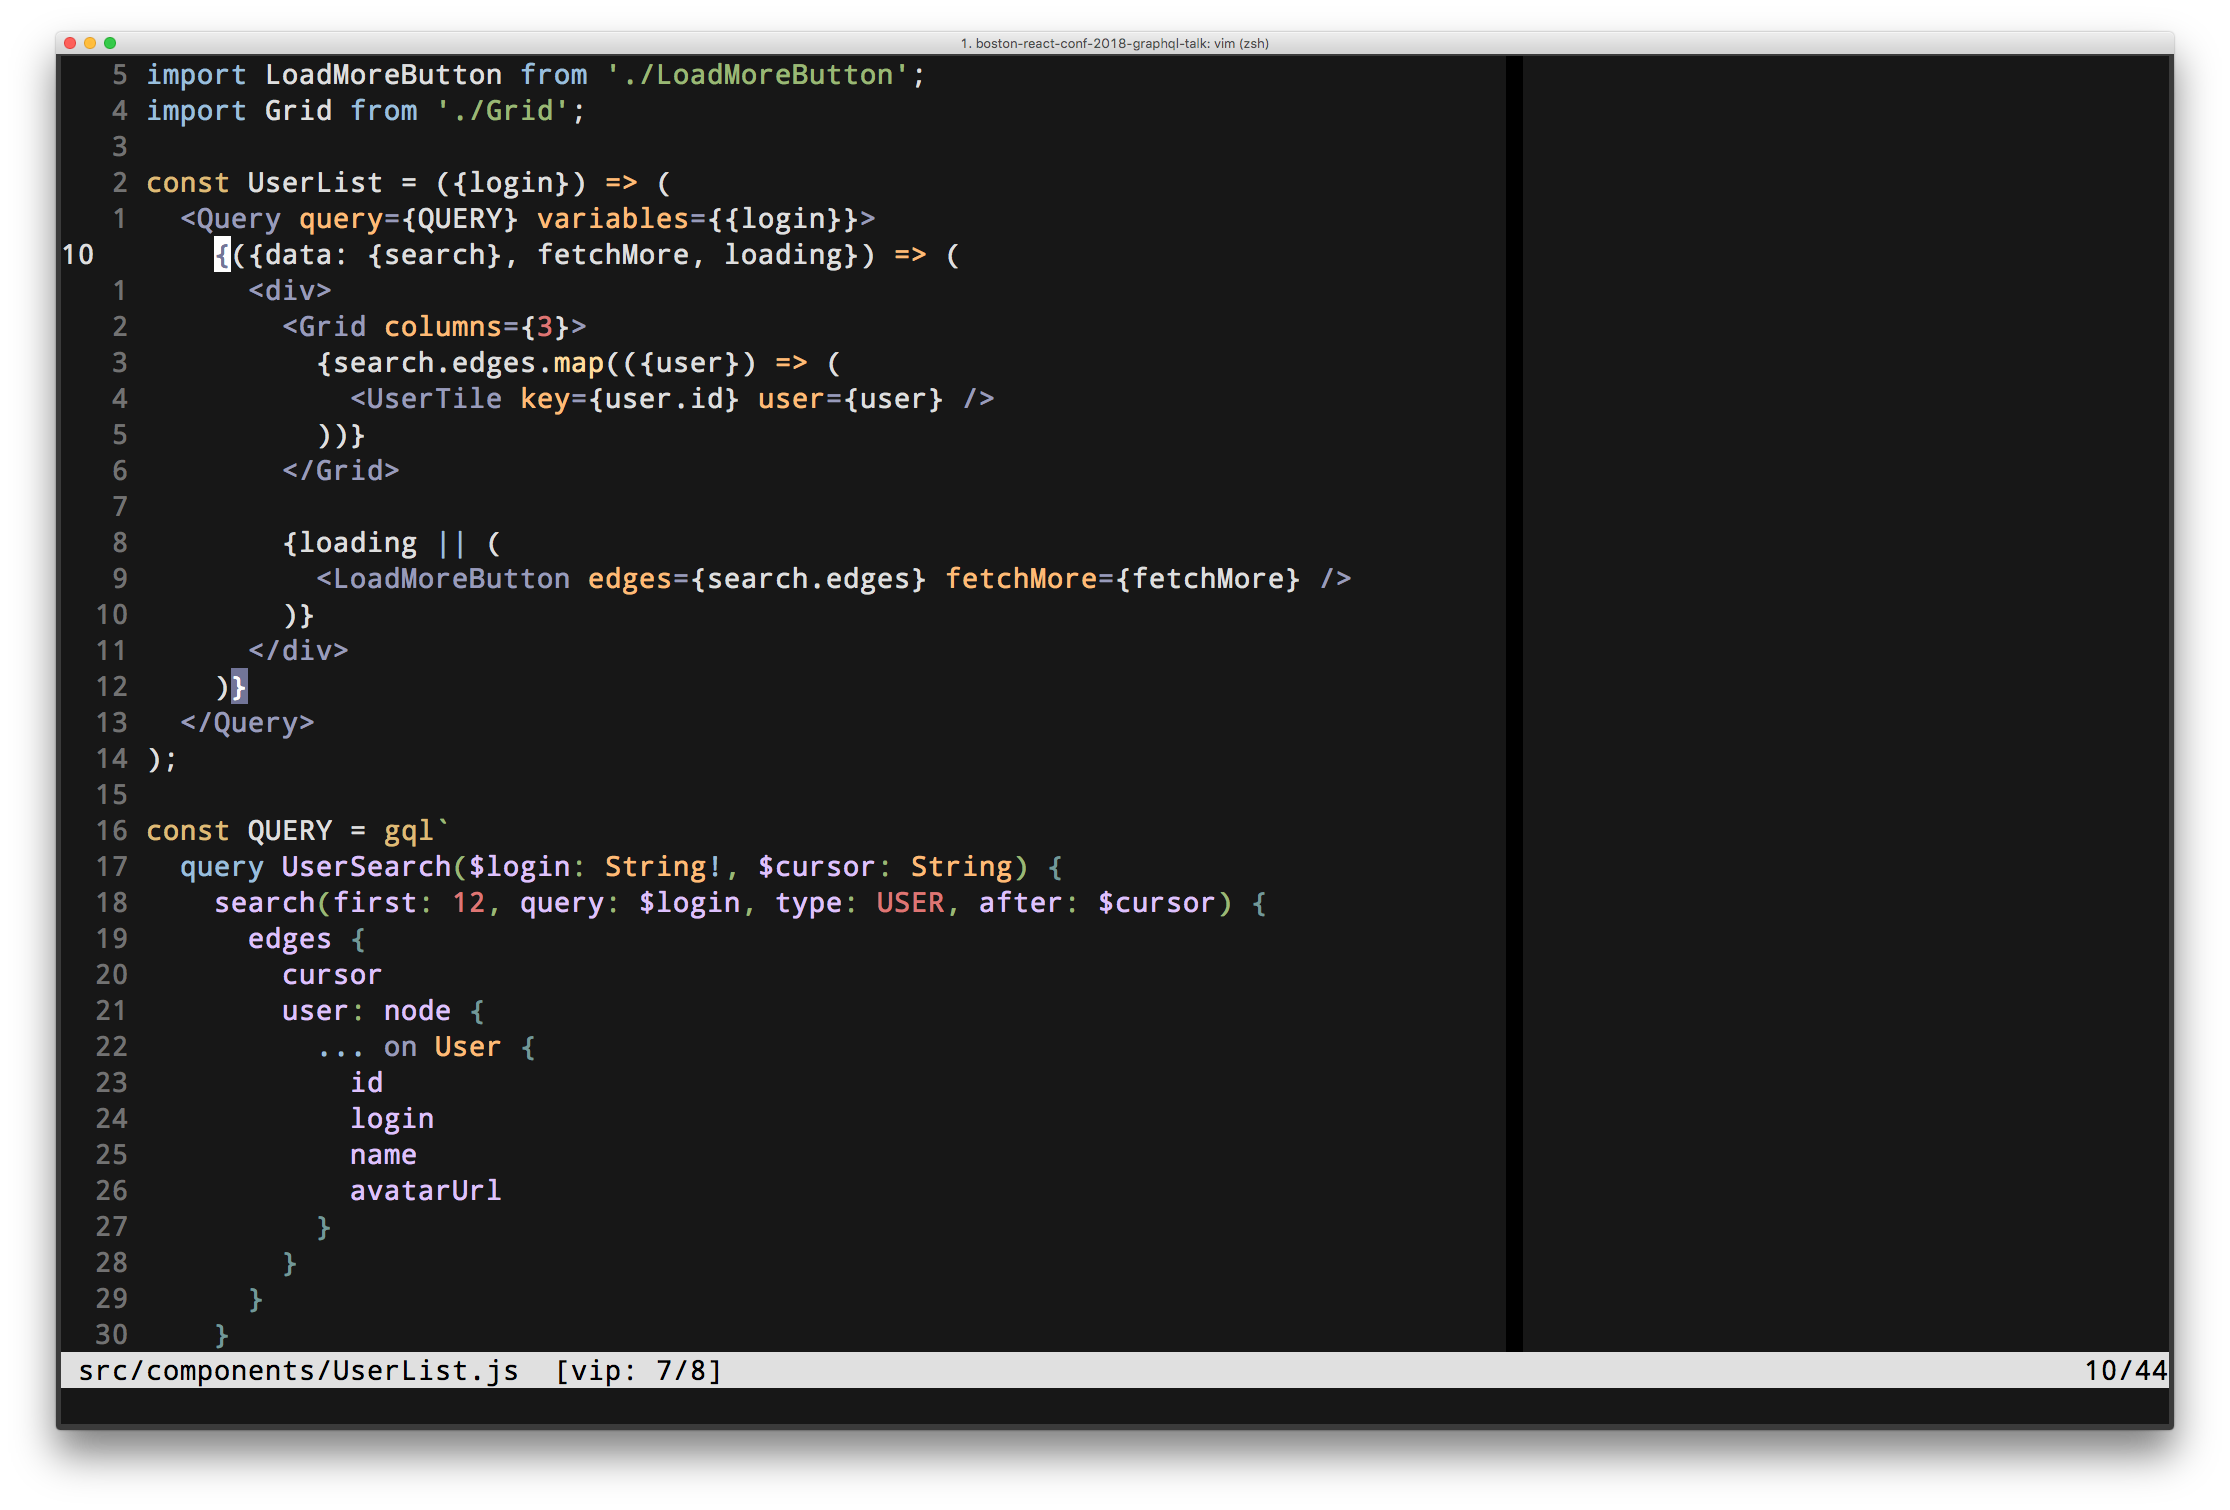 1. boston-react-conf-2018-graphql-talk: vim (zsh)
5 import LoadMoreButton from './LoadMoreButton';
4 import Grid from './Grid';
3
2 const UserList = ({login}) => (
1   <Query query={QUERY} variables={{login}}>
10     {({data: {search}, fetchMore, loading}) => (
1       <div>
2         <Grid columns={3}>
3           {search.edges.map(({user}) => (
4             <UserTile key={user.id} user={user} />
5           ))}
6         </Grid>
7
8         {loading || (
9           <LoadMoreButton edges={search.edges} fetchMore={fetchMore} />
10         )}
11       </div>
12     )}
13   </Query>
14 );
15
16 const QUERY = gql`
17   query UserSearch($login: String!, $cursor: String) {
18     search(first: 12, query: $login, type: USER, after: $cursor) {
19       edges {
20         cursor
21         user: node {
22           ... on User {
23             id
24             login
25             name
26             avatarUrl
27           }
28         }
29       }
30     }
src/components/UserList.js  [vip: 7/8] 10/44